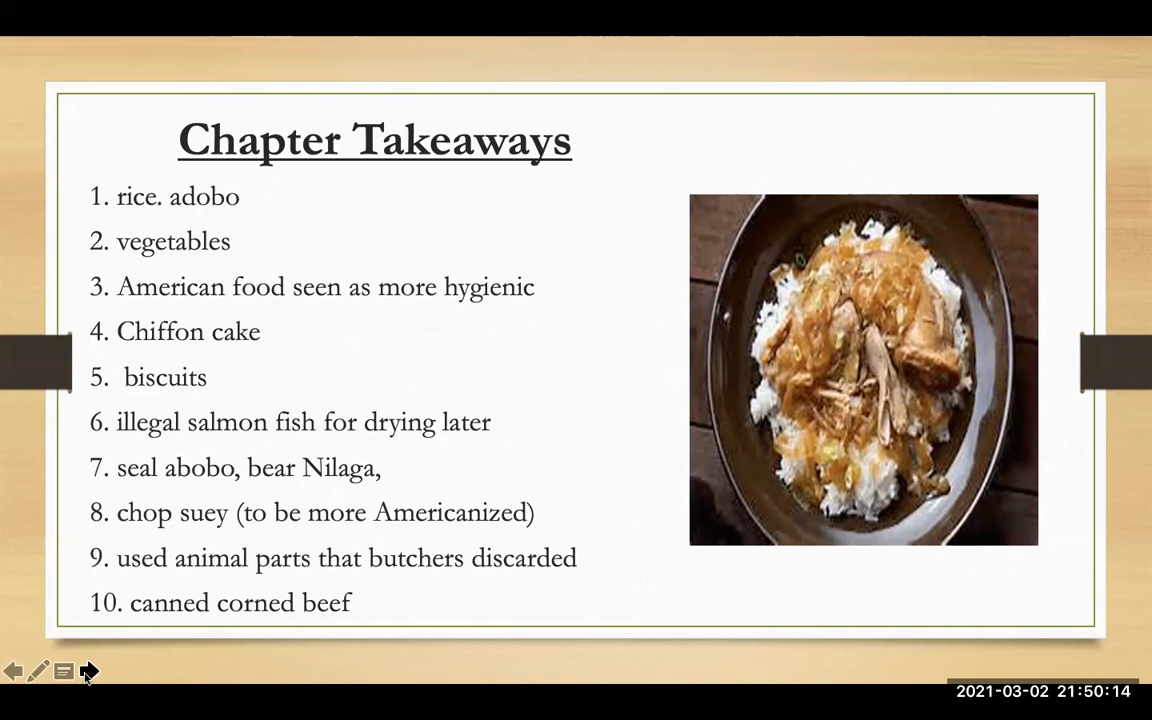 Chapter Takeaways
1. rice. adobo
2. vegetables
3. American food seen as more hygienic
4. Chiffon cake
5.  biscuits
6. illegal salmon fish for drying later
7. seal abobo, bear Nilaga,
8. chop suey (to be more Americanized)
9. used animal parts that butchers discarded
10. canned corned beef
2021-03-02 21:50:14